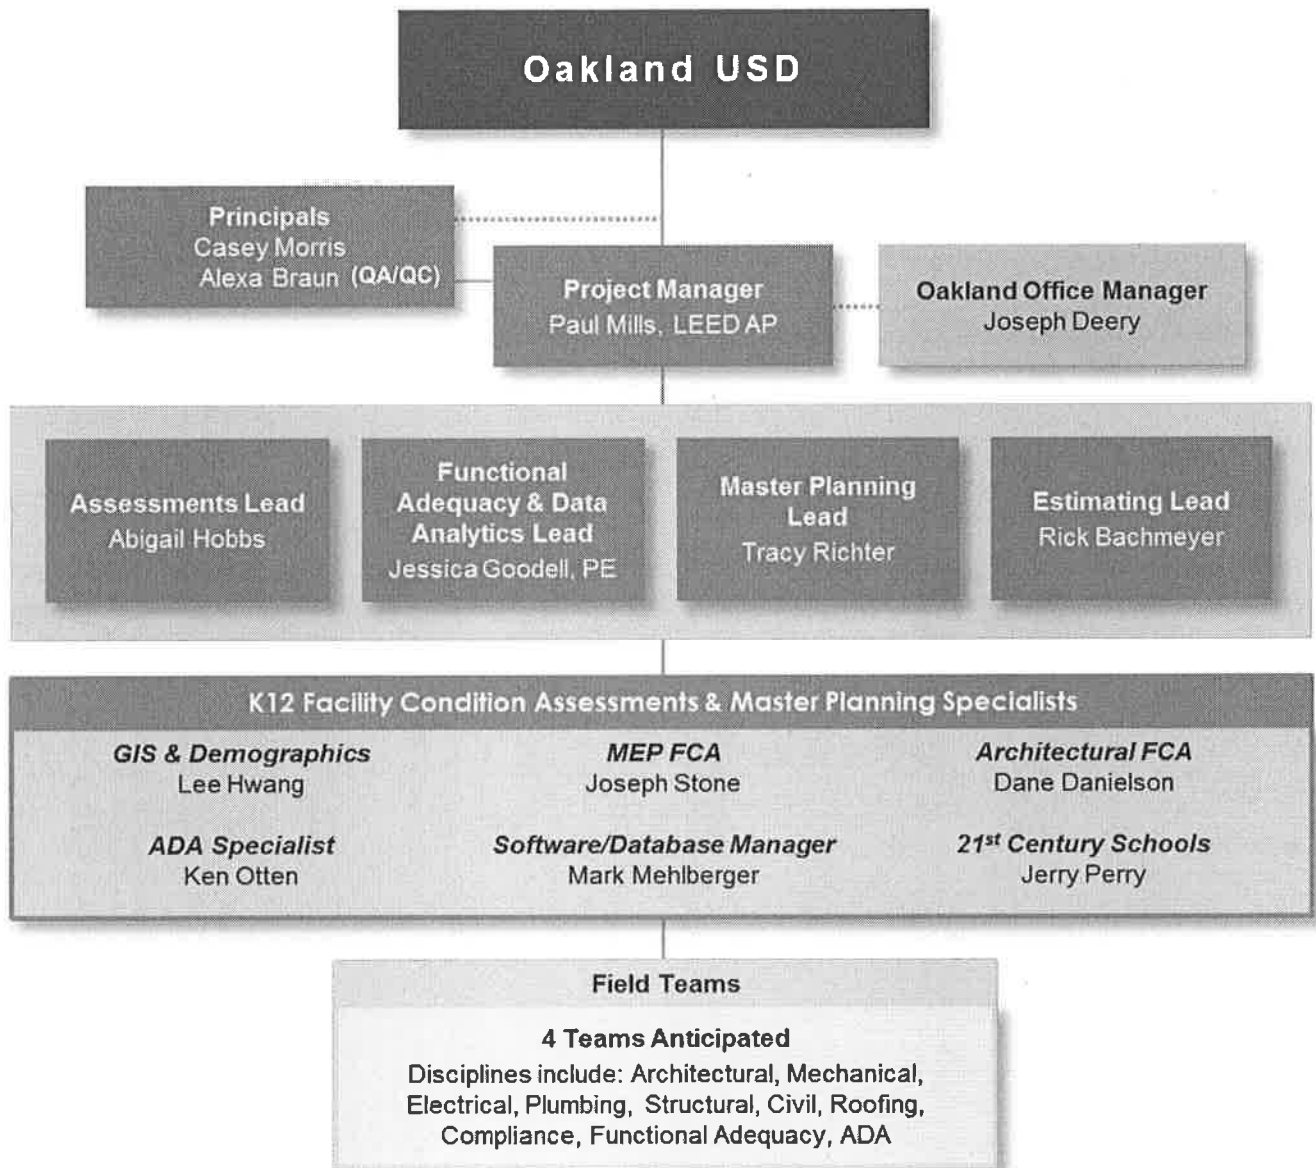 Oakland USD
Principals
Casey Morris
Alexa Braun (QA/QC)
Project Manager
Paul Mills, LEED AP
Oakland Office Manager
Joseph Deery
Assessments Lead
Abigail Hobbs
Functional
Adequacy & Data
Analytics Lead
Jessica Goodell, PE
Master Planning
Lead
Tracy Richter
Estimating Lead
Rick Bachmeyer
K12 Facility Condition Assessments & Master Planning Specialists
GIS & Demographics
Lee Hwang
MEP FCA
Joseph Stone
Architectural FCA
Dane Danielson
ADA Specialist
Ken Otten
Software/Database Manager
Mark Mehlberger
21st Century Schools
Jerry Perry
Field Teams
4 Teams Anticipated
Disciplines include: Architectural, Mechanical,
Electrical, Plumbing, Structural, Civil, Roofing,
Compliance, Functional Adequacy, ADA